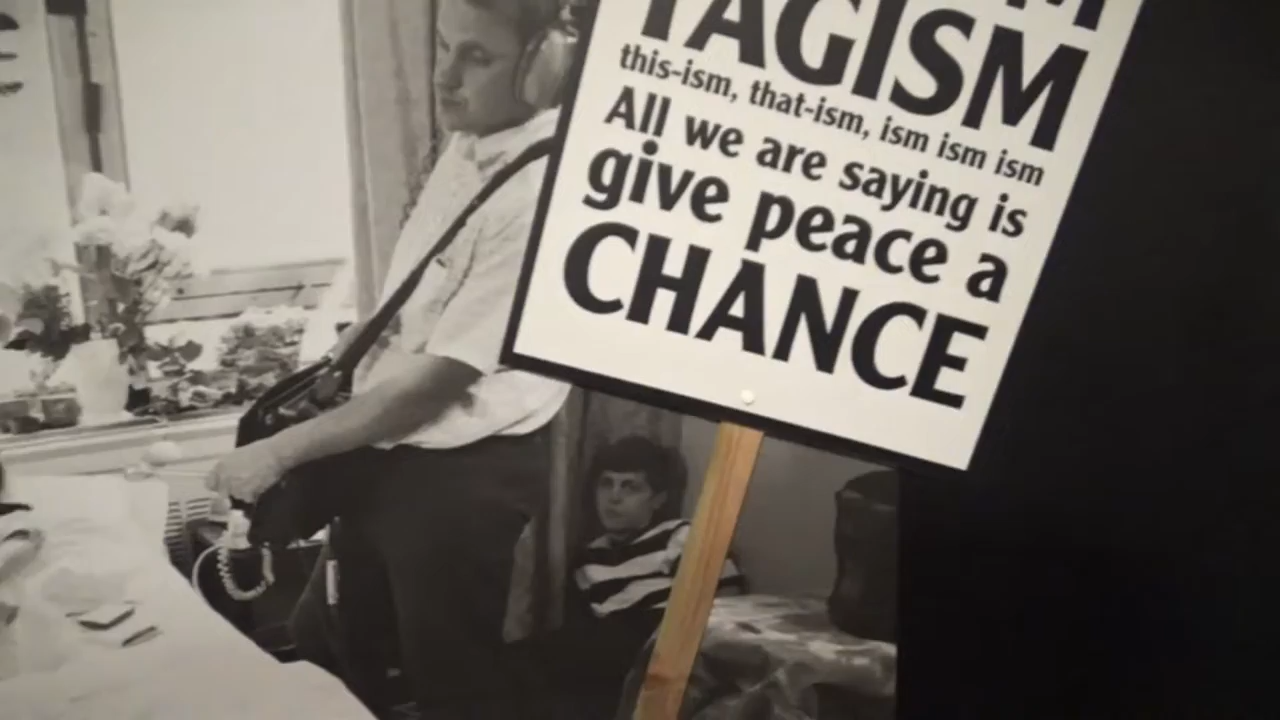 TAGISM
this-ism, that-ism, ism ism ism
All we are saying is
give peace a
CHANCE